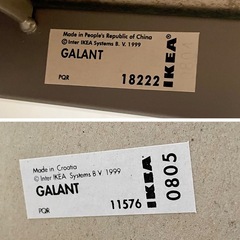 Made in People's Republic of China
© Inter IKEA Systems B. V. 1999
GALANT
PQR
18222
IKEA®
Made in Croatia
© Inter IKEA Systems B.V 1999
GALANT
PQR
11576
IKEA®
0805